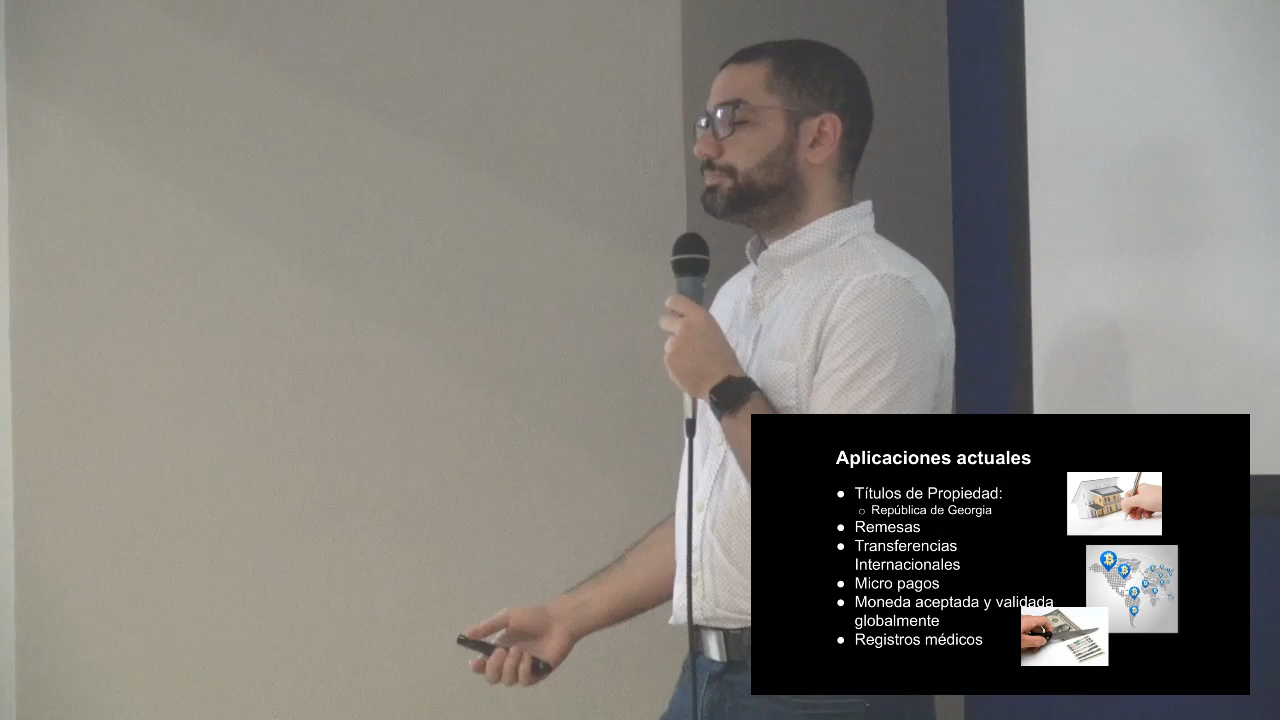 Aplicaciones actuales
● Títulos de Propiedad:
○ República de Georgia
● Remesas
● Transferencias
Internacionales
● Micro pagos
● Moneda aceptada y validada
globalmente
● Registros médicos